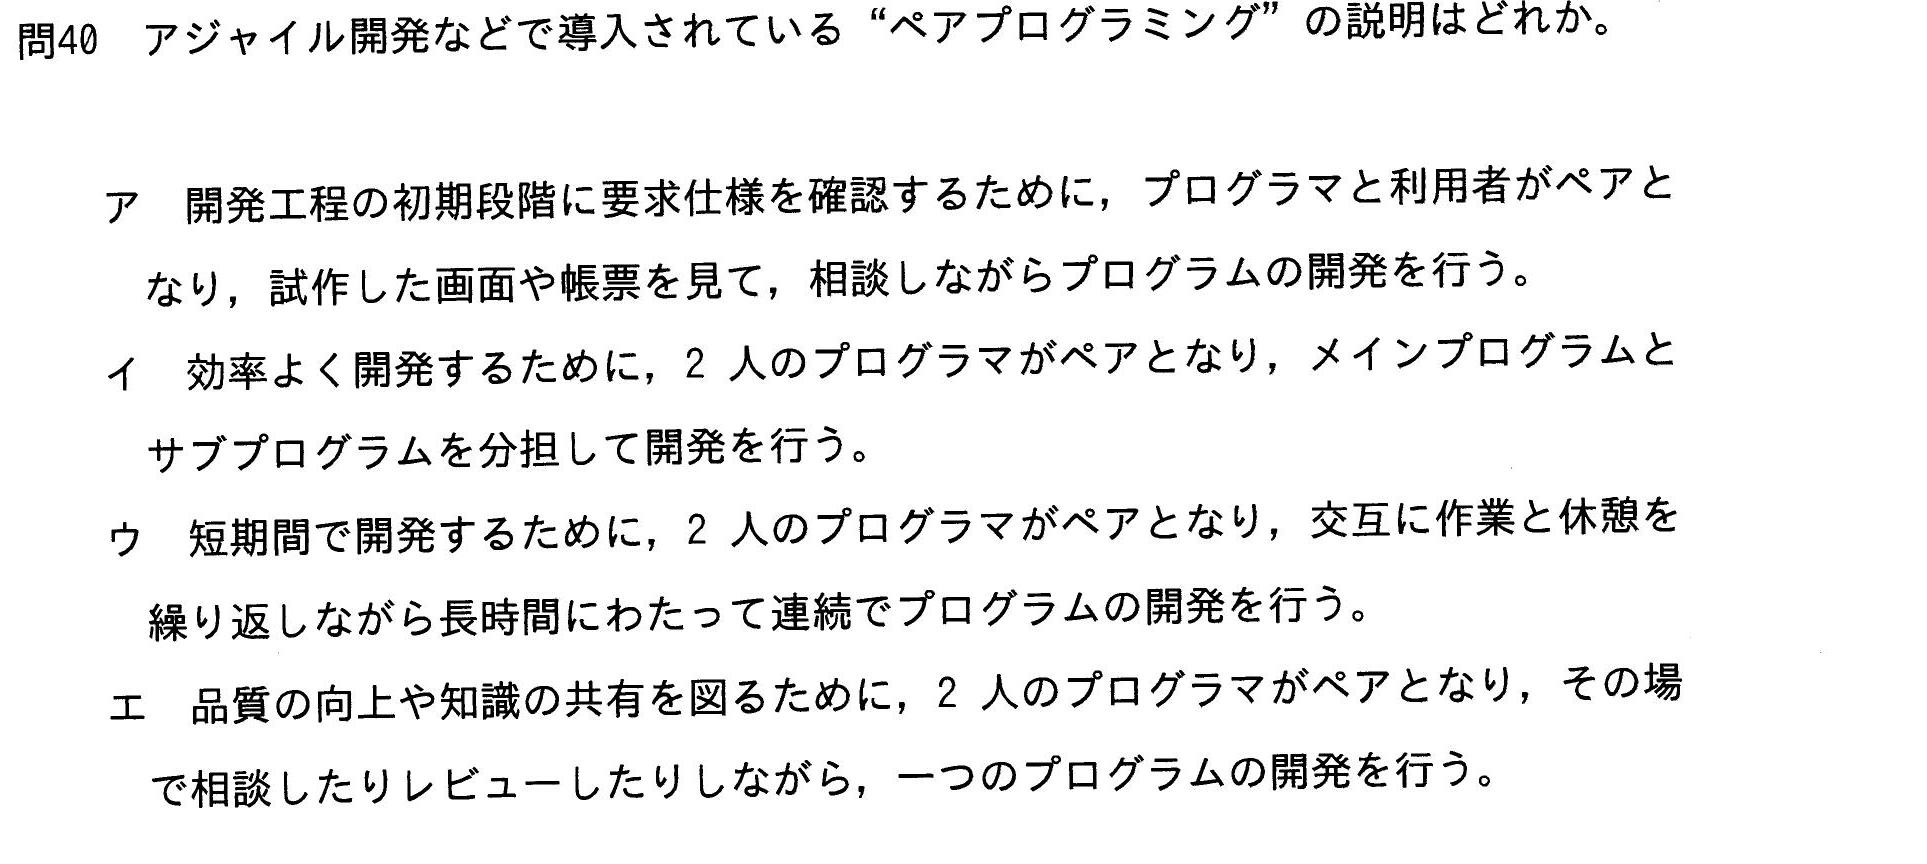 問40 アジャイル開発などで導入されている“ペアプログラミング”の説明はどれか。
ア 開発工程の初期段階に要求仕様を確認するために，プログラマと利用者がペアと
なり，試作した画面や帳票を見て，相談しながらプログラムの開発を行う。
イ 効率よく開発するために，2 人のプログラマがペアとなり，メインプログラムと
サブプログラムを分担して開発を行う。
ウ 短期間で開発するために，2 人のプログラマがペアとなり，交互に作業と休憩を
繰り返しながら長時間にわたって連続でプログラムの開発を行う。
エ 品質の向上や知識の共有を図るために，2 人のプログラマがペアとなり，その場
で相談したりレビューしたりしながら，一つのプログラムの開発を行う。